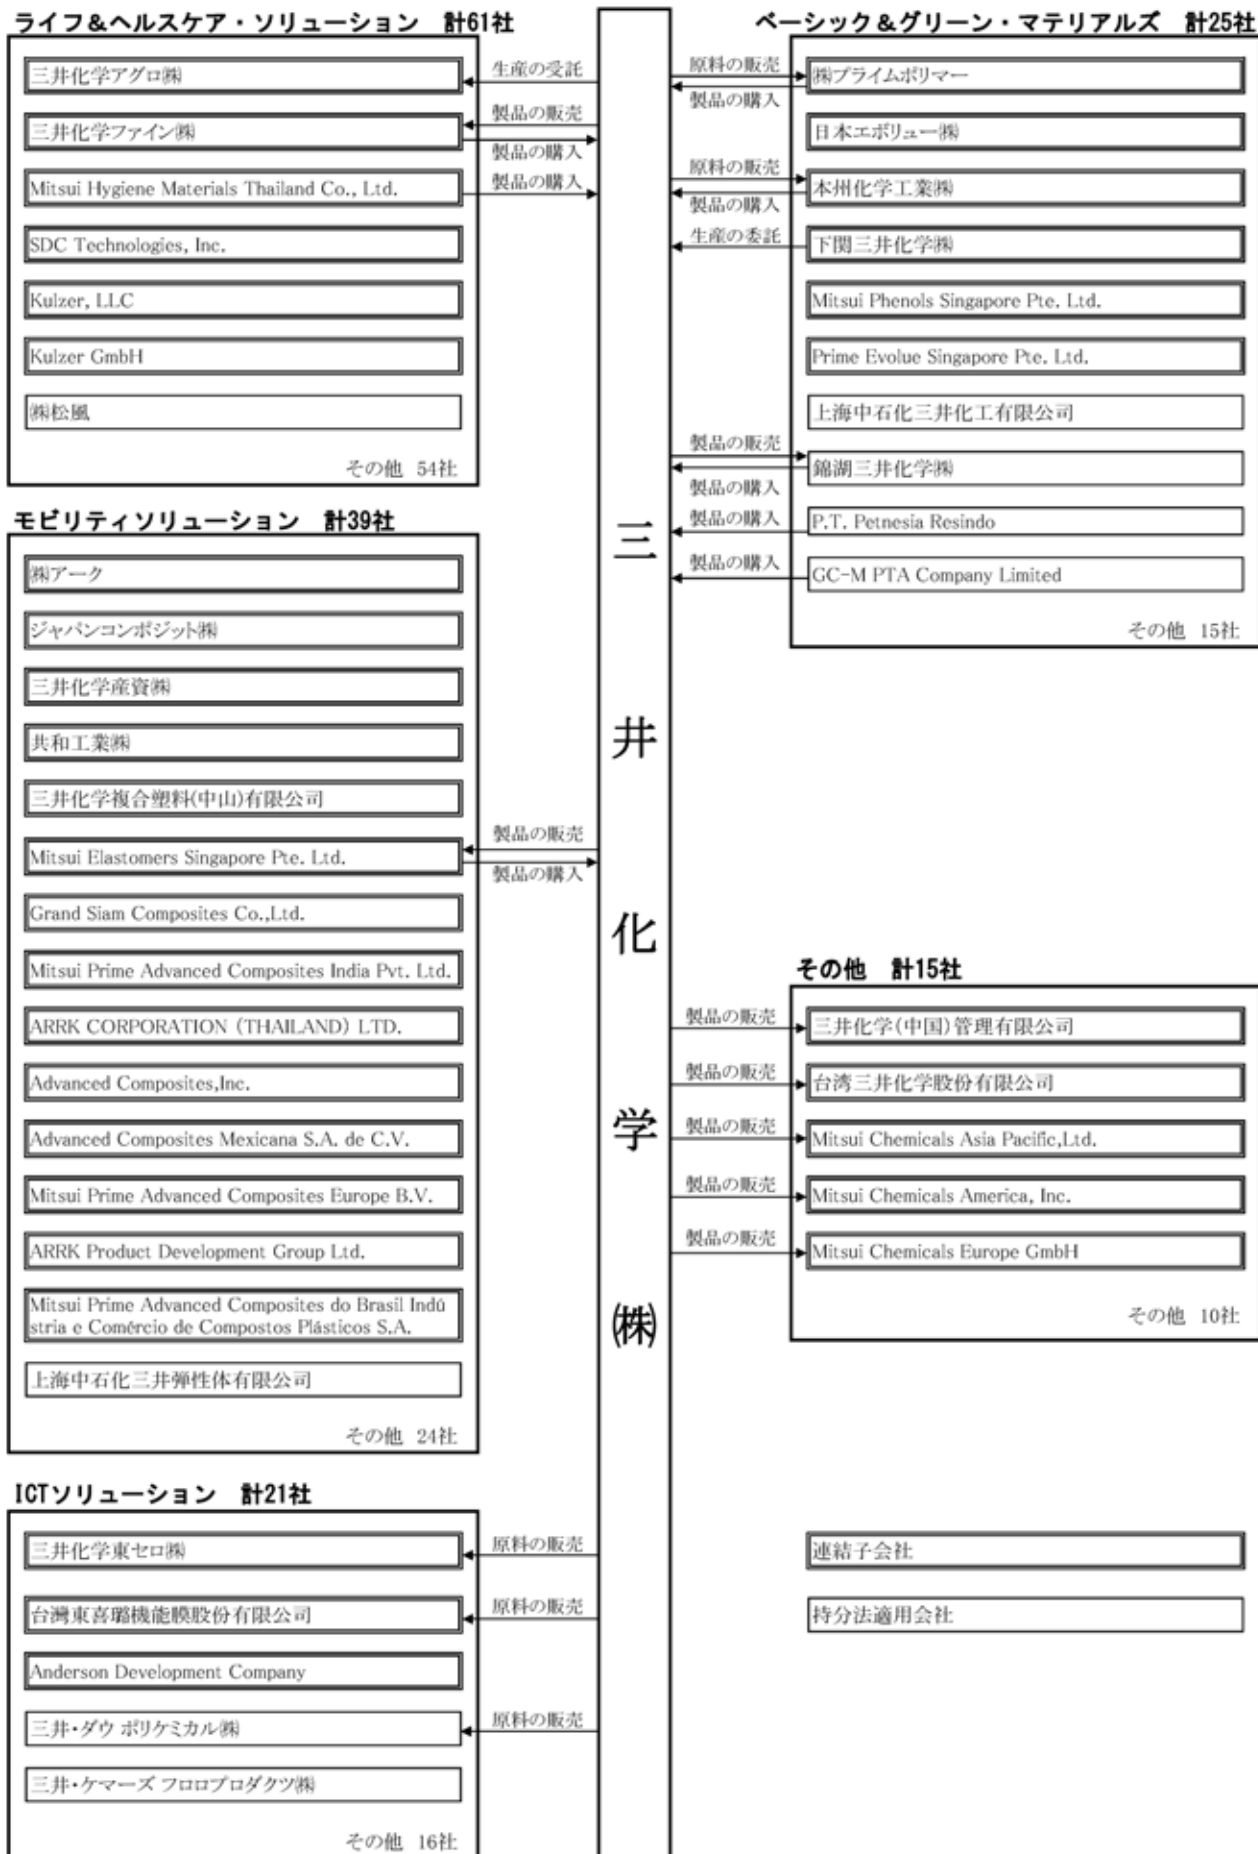 ライフ&ヘルスケア・ソリューション 計61社
三井化学アグロ㈱
生産の受託
三井化学ファイン㈱
製品の販売
製品の購入
Mitsui Hygiene Materials Thailand Co., Ltd.
製品の購入
SDC Technologies, Inc.
Kulzer, LLC
Kulzer GmbH
㈱松風
その他 54社
モビリティソリューション 計39社
㈱アーク
ジャパンコンポジット㈱
三井化学産資㈱
共和工業㈱
三井化学複合塑料(中山)有限公司
Mitsui Elastomers Singapore Pte. Ltd.
製品の販売
製品の購入
Grand Siam Composites Co.,Ltd.
Mitsui Prime Advanced Composites India Pvt. Ltd.
ARRK CORPORATION (THAILAND) LTD.
Advanced Composites,Inc.
Advanced Composites Mexicana S.A. de C.V.
Mitsui Prime Advanced Composites Europe B.V.
ARRK Product Development Group Ltd.
Mitsui Prime Advanced Composites do Brasil Indú
stria e Comércio de Compostos Plásticos S.A.
上海中石化三井弾性体有限公司
その他 24社
ICTソリューション 計21社
三井化学東セロ㈱
原料の販売
台灣東喜璐機能膜股份有限公司
原料の販売
Anderson Development Company
三井・ダウ ポリケミカル㈱
原料の販売
三井・ケマーズ フロロプロダクツ㈱
その他 16社
三井化学㈱
ベーシック&グリーン・マテリアルズ 計25社
原料の販売
㈱プライムポリマー
製品の購入
日本エボリュー㈱
原料の販売
本州化学工業㈱
製品の購入
生産の委託
下関三井化学㈱
Mitsui Phenols Singapore Pte. Ltd.
Prime Evolue Singapore Pte. Ltd.
上海中石化三井化工有限公司
製品の販売
錦湖三井化学㈱
製品の購入
製品の購入
P.T. Petnesia Resindo
製品の購入
GC-M PTA Company Limited
その他 15社
その他 計15社
製品の販売
三井化学(中国)管理有限公司
製品の販売
台湾三井化学股份有限公司
製品の販売
Mitsui Chemicals Asia Pacific,Ltd.
製品の販売
Mitsui Chemicals America, Inc.
製品の販売
Mitsui Chemicals Europe GmbH
その他 10社
連結子会社
持分法適用会社